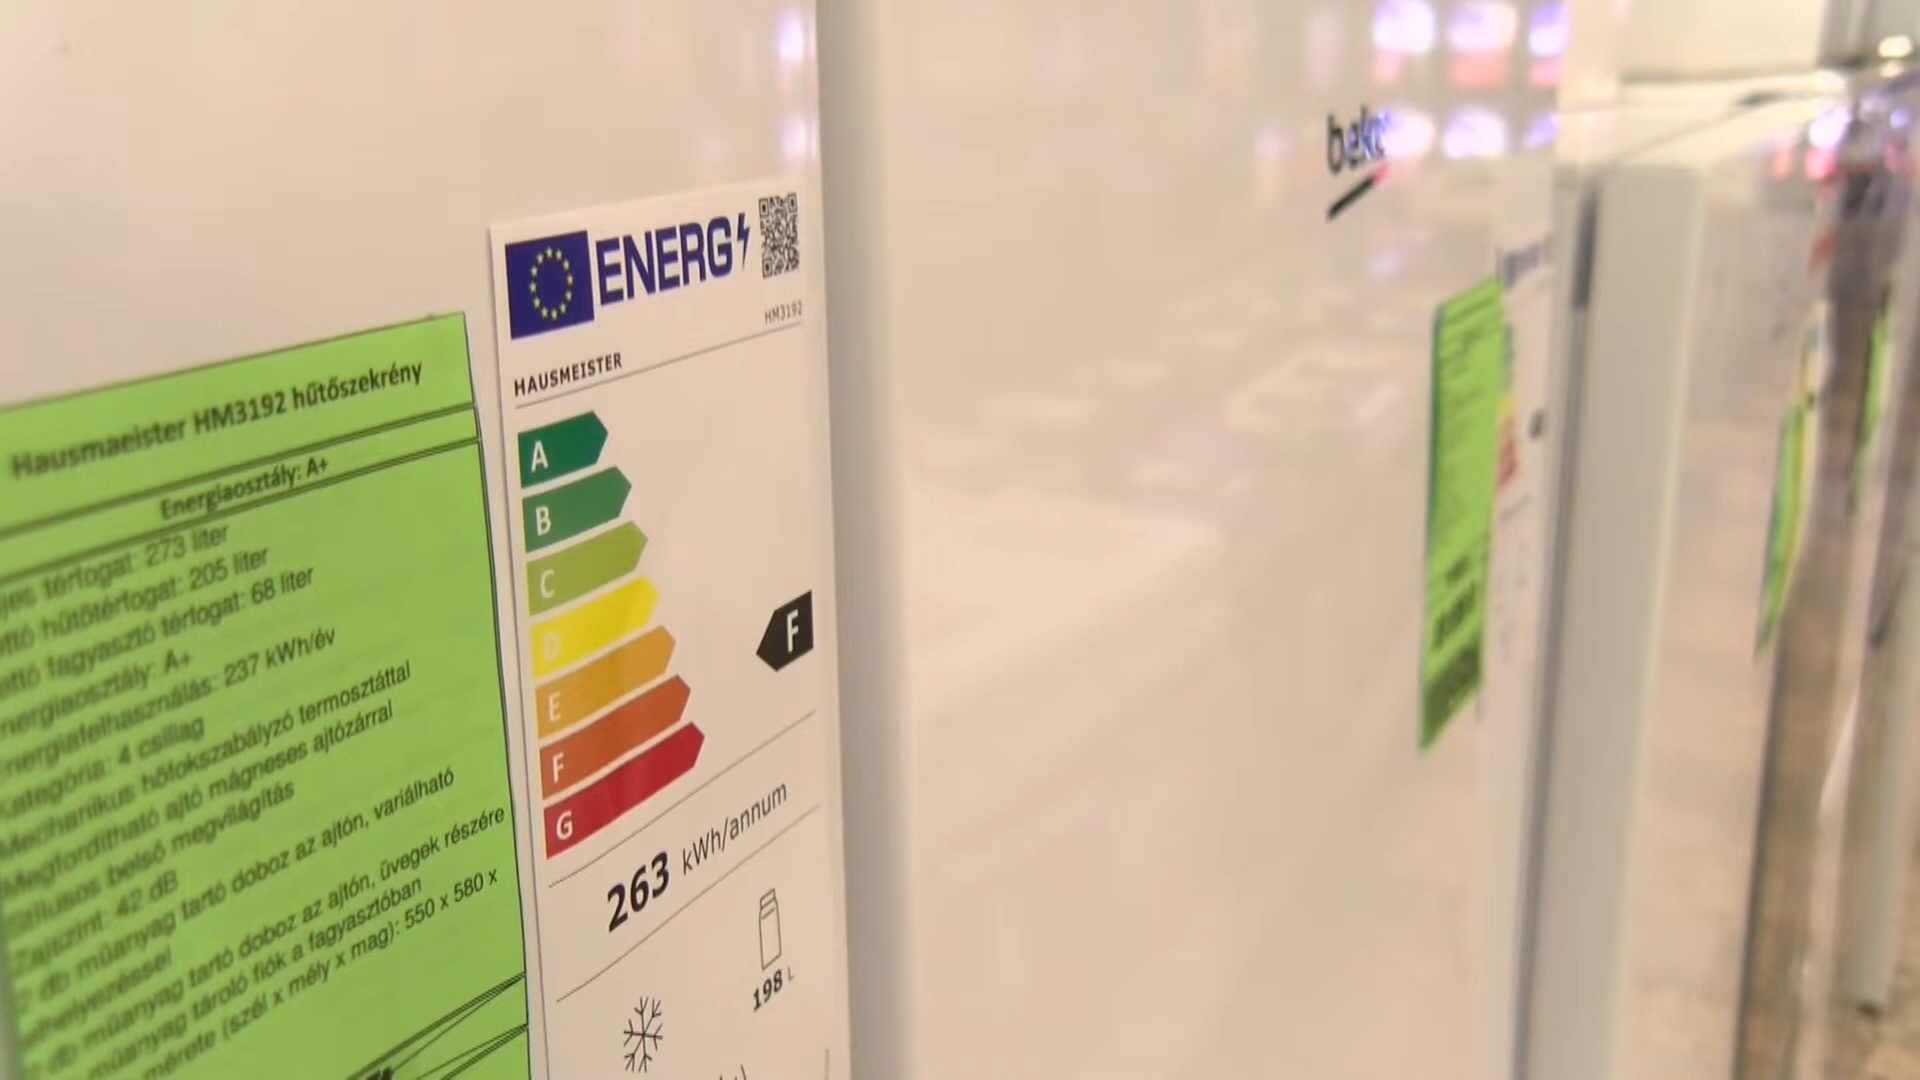 Hausmaeister HM3192 hűtőszekrény
Energiaosztály: A+
térfogat: 273 liter
hűtőtérfogat: 205 liter
fagyasztó térfogat: 68 liter
A+
237 kWh/év
Kategória: 4 csillag
Mechanikus hőfokszabályzó termosztáttal
Megfordítható ajtó mágneses ajtózárral
belső megvilágítás
Zajszint: 42 dB
2 db műanyag tartó doboz az ajtón, variálható
műanyag tartó doboz az ajtón, üvegek részére
műanyag tároló fiók a fagyasztóban
mérete (szél x mély x mag): 550 x 580 x
ENERG
HM3192
HAUSMEISTER
A
B
C
D
E
F
G
F
263 kWh/annum
198 L
beko